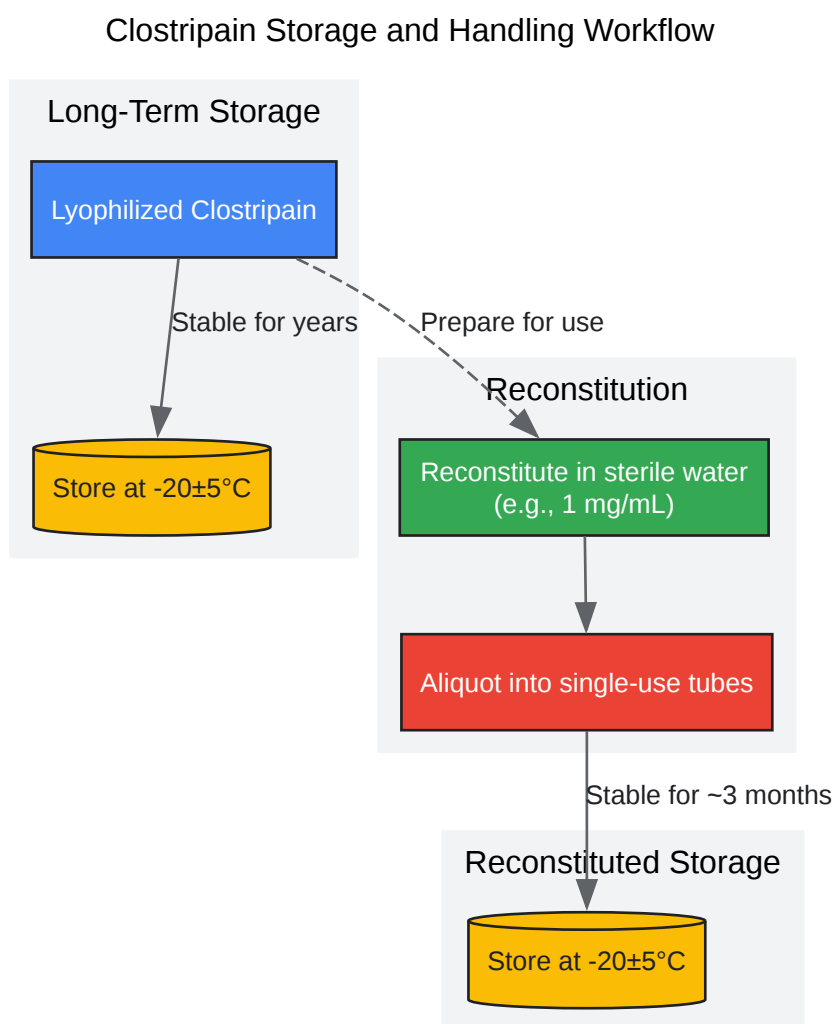 Clostripain Storage and Handling Workflow
Long-Term Storage
Lyophilized Clostripain
Stable for years
Prepare for use
Store at -20±5°C
Reconstitution
Reconstitute in sterile water
(e.g., 1 mg/mL)
Aliquot into single-use tubes
Stable for ~3 months
Reconstituted Storage
Store at -20±5°C